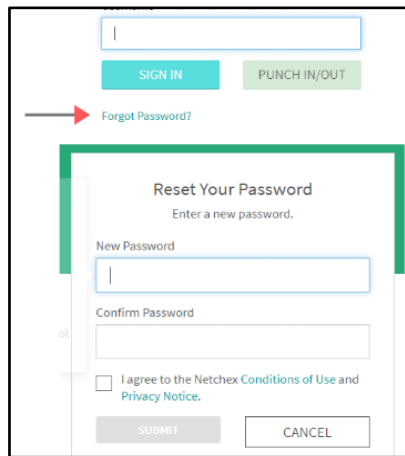 SIGN IN
PUNCH IN/OUT
Forgot Password?
Reset Your Password
Enter a new password.
New Password
Confirm Password
I agree to the Netchex Conditions of Use and
Privacy Notice.
SUBMIT
CANCEL